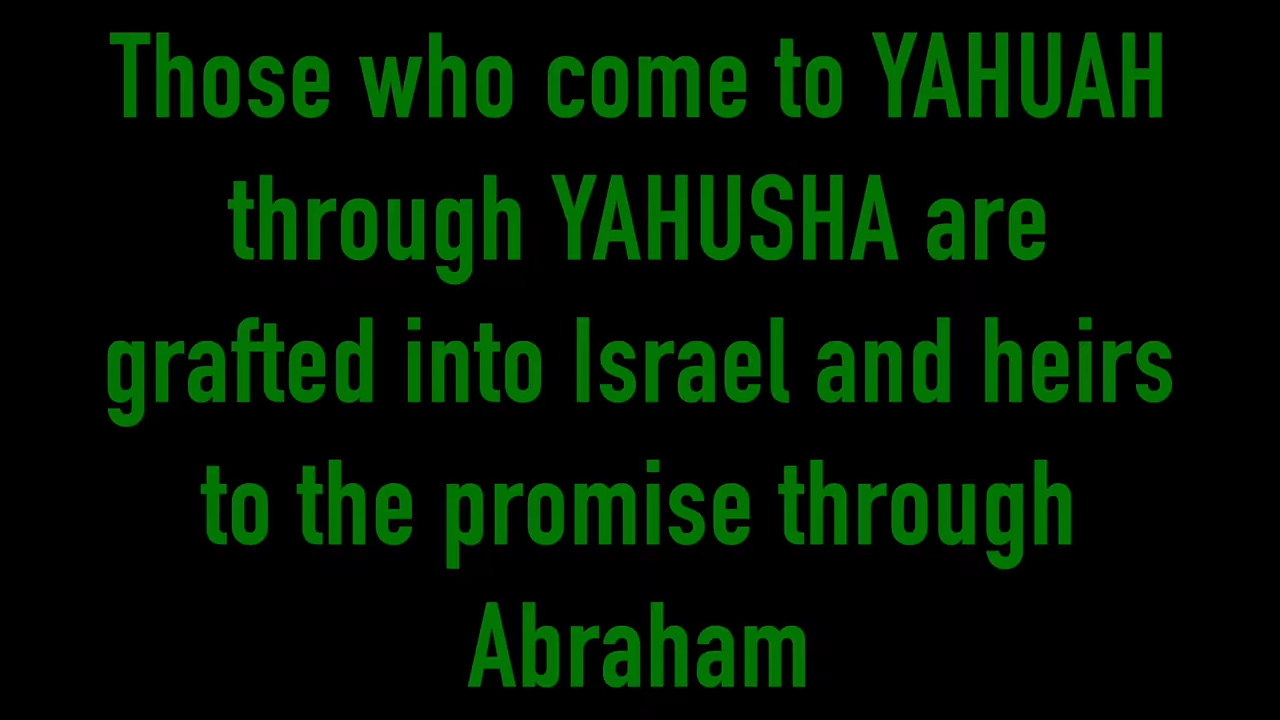 Those who come to YAHUAH
through YAHUSHA are
grafted into Israel and heirs
to the promise through
Abraham